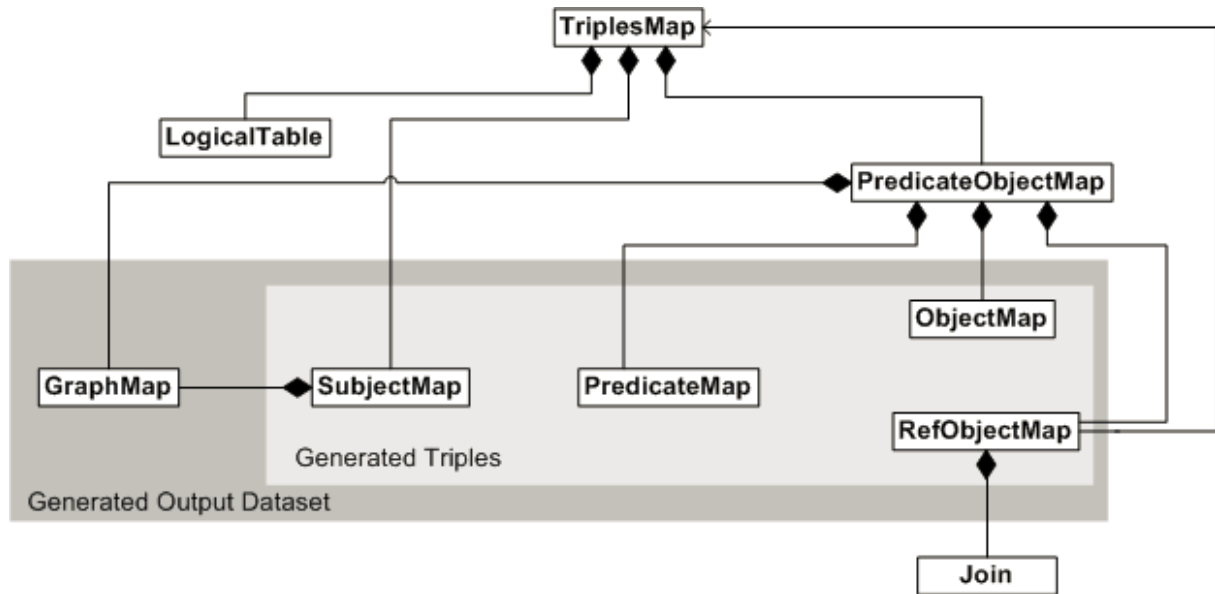 TriplesMap
LogicalTable
PredicateObjectMap
ObjectMap
GraphMap
SubjectMap
PredicateMap
RefObjectMap
Generated Triples
Generated Output Dataset
Join